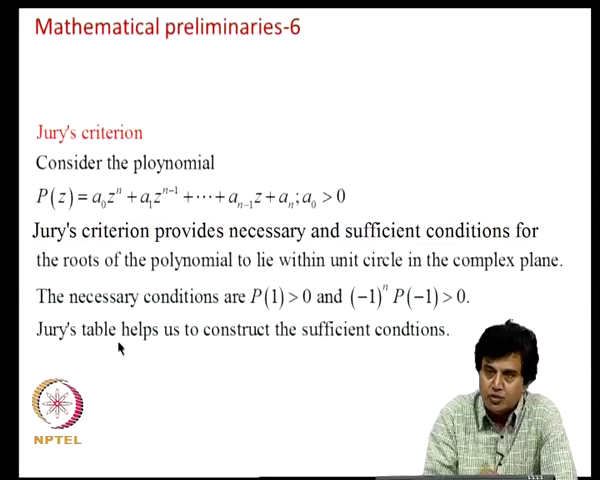 Mathematical preliminaries-6
Jury's criterion
Consider the ploynomial
P(z) = a₀zⁿ + a₁zⁿ⁻¹ + ⋯ + aₙ₋₁z + aₙ; a₀ > 0
Jury's criterion provides necessary and sufficient conditions for
the roots of the polynomial to lie within unit circle in the complex plane.
The necessary conditions are P(1) > 0 and (−1)ⁿ P(−1) > 0.
Jury's table helps us to construct the sufficient condtions.
NPTEL